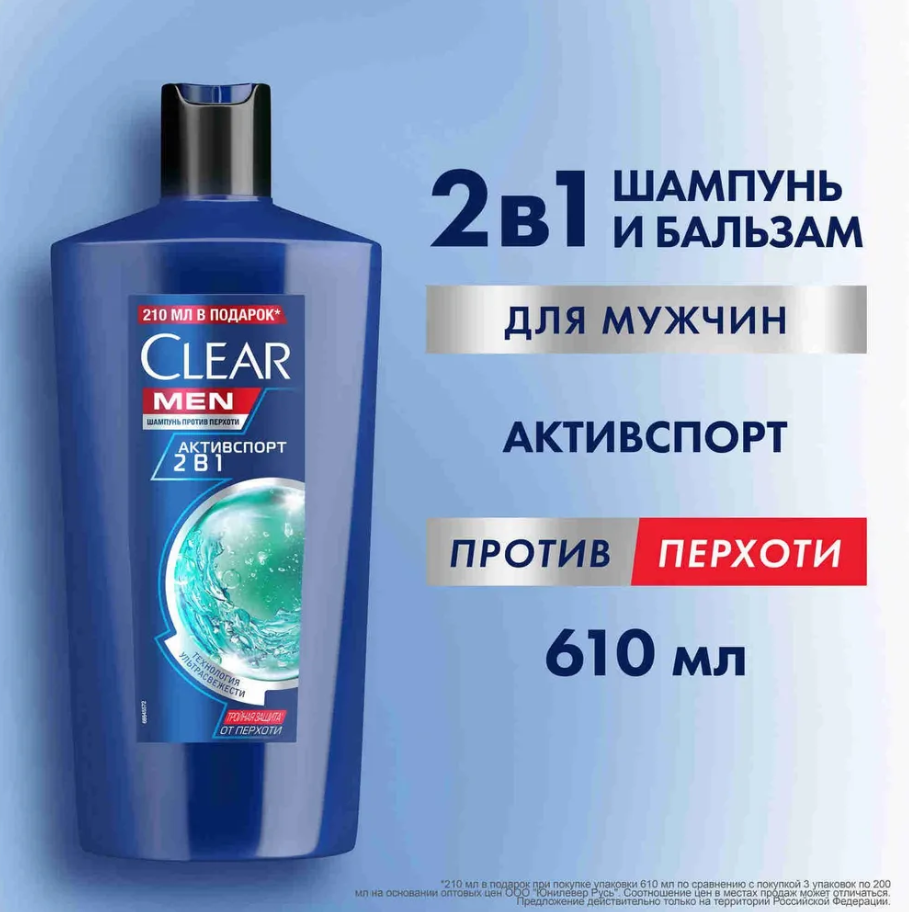 210 МЛ В ПОДАРОК*
CLEAR
MEN
ШАМПУНЬ ПРОТИВ ПЕРХОТИ
АКТИВСПОРТ
2 В 1
ТЕХНОЛОГИЯ
УЛЬТРАСВЕЖЕСТИ
ТРОЙНАЯ ЗАЩИТА
ОТ ПЕРХОТИ
2в1 ШАМПУНЬ
И БАЛЬЗАМ
ДЛЯ МУЖЧИН
АКТИВСПОРТ
ПРОТИВ ПЕРХОТИ
610 мл
*210 мл в подарок при покупке упаковки 610 мл по сравнению с покупкой 3 упаковок по 200
мл на основании оптовых цен ООО "Юнилевер Русь". Соотношение цен в местах продаж может отличаться.
Предложение действительно только на территории Российской Федерации.